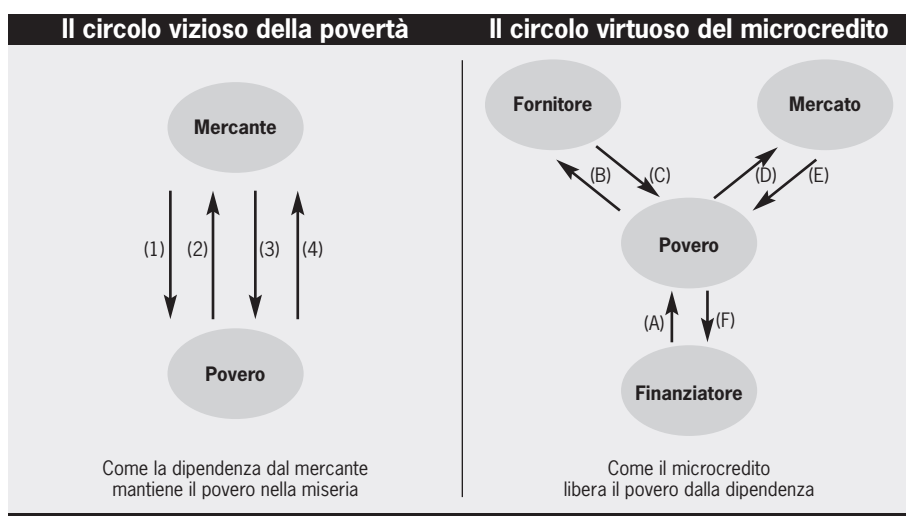 Il circolo vizioso della povertà
Mercante
(1)
(2)
(3)
(4)
Povero
Come la dipendenza dal mercante
mantiene il povero nella miseria
Il circolo virtuoso del microcredito
Fornitore
Mercato
(B)
(C)
(D)
(E)
Povero
(A)
(F)
Finanziatore
Come il microcredito
libera il povero dalla dipendenza